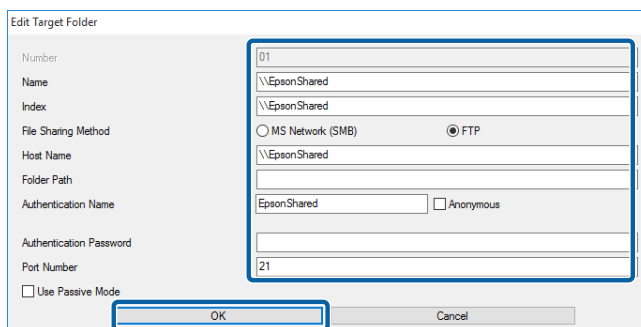 Edit Target Folder
Number 01
Name \\EpsonShared
Index \\EpsonShared
File Sharing Method MS Network (SMB) FTP
Host Name \\EpsonShared
Folder Path
Authentication Name EpsonShared Anonymous
Authentication Password
Port Number 21
Use Passive Mode
OK Cancel